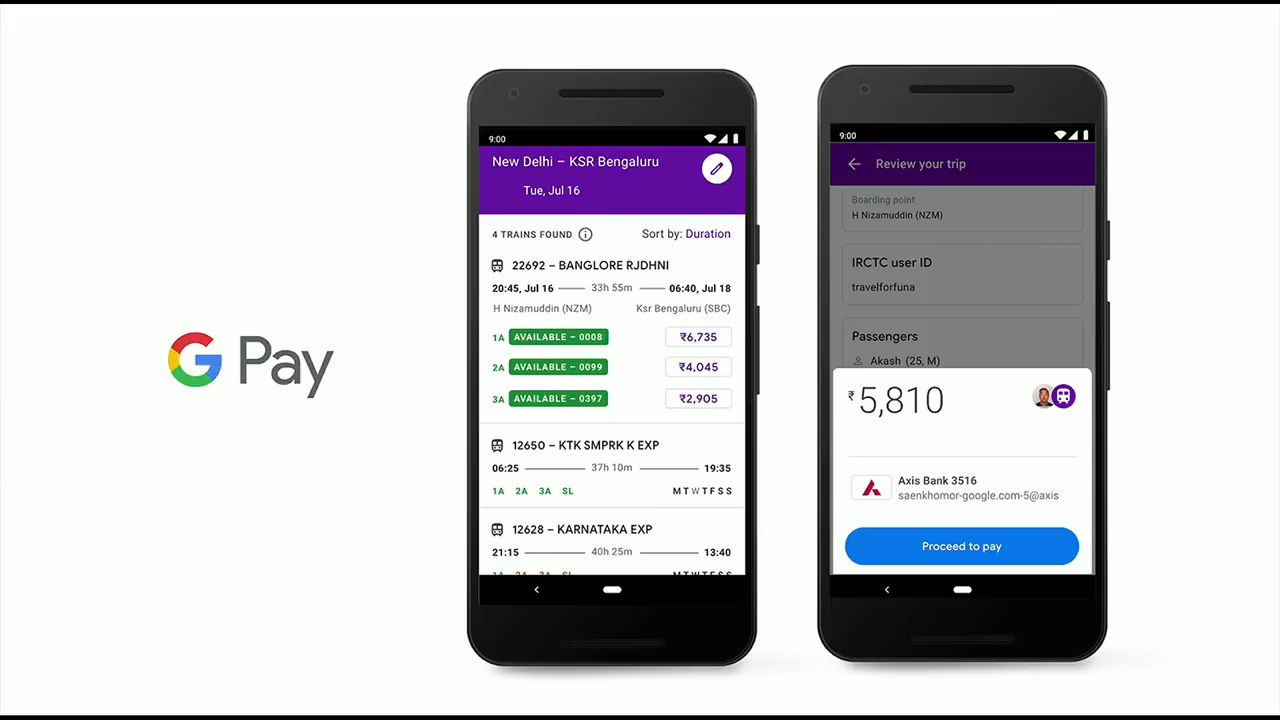 G Pay
9:00
New Delhi – KSR Bengaluru
Tue, Jul 16
4 TRAINS FOUND
Sort by: Duration
22692 – BANGLORE RJDHNI
20:45, Jul 16 33h 55m 06:40, Jul 18
H Nizamuddin (NZM) Ksr Bengaluru (SBC)
1A AVAILABLE – 0008 ₹6,735
2A AVAILABLE – 0099 ₹4,045
3A AVAILABLE – 0397 ₹2,905
12650 – KTK SMPRK K EXP
06:25 37h 10m 19:35
1A 2A 3A SL M T W T F S S
12628 – KARNATAKA EXP
21:15 40h 25m 13:40
1A 2A 3A SL M T W T F S S
9:00
Review your trip
Boarding point
H Nizamuddin (NZM)
IRCTC user ID
travelforfuna
Passengers
Akash (25, M)
₹5,810
Axis Bank 3516
saenkhomor-google.com-5@axis
Proceed to pay